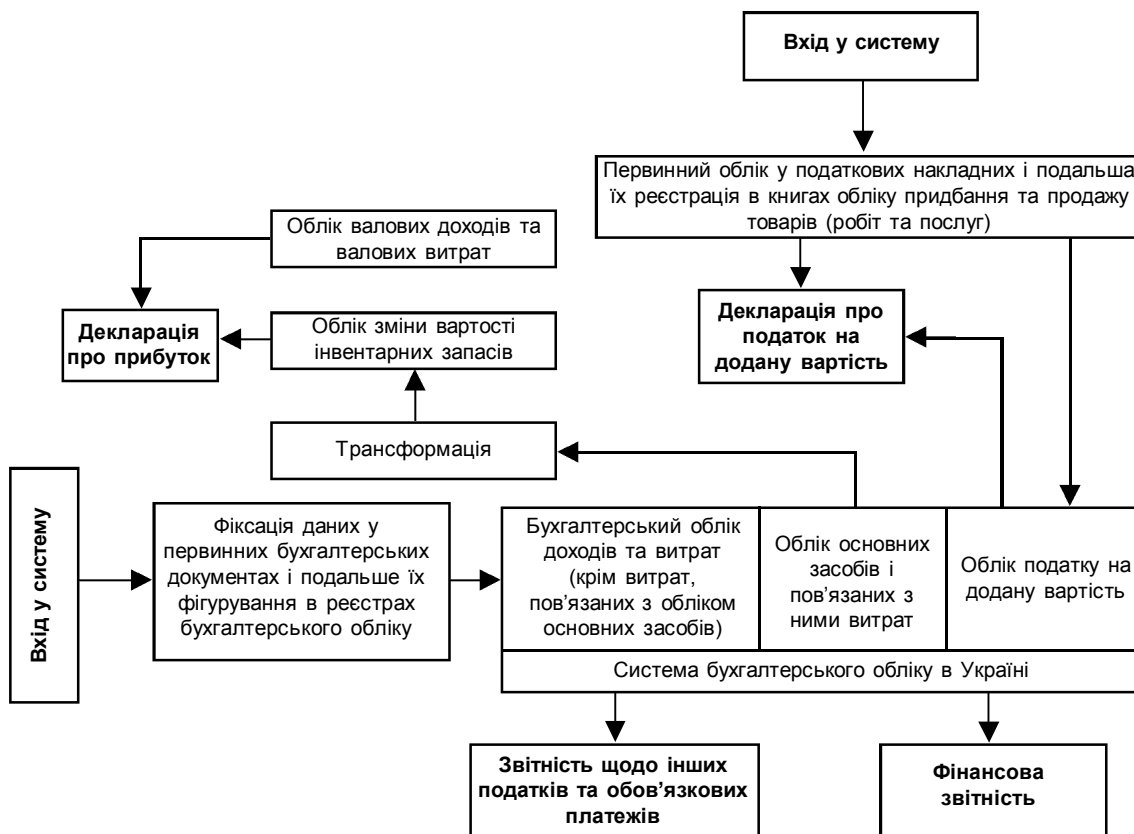 Вхід у систему
Первинний облік у податкових накладних і подальша
їх реєстрація в книгах обліку придбання та продажу
товарів (робіт та послуг)
Облік валових доходів та
валових витрат
Декларація
про прибуток
Облік зміни вартості
інвентарних запасів
Декларація про
податок на
додану вартість
Трансформація
Вхід у систему
Фіксація даних у
первинних бухгалтерських
документах і подальше їх
фігурування в реєстрах
бухгалтерського обліку
Бухгалтерський облік
доходів та витрат
(крім витрат,
пов’язаних з обліком
основних засобів)
Облік основних
засобів і
пов’язаних з
ними витрат
Облік податку на
додану вартість
Система бухгалтерського обліку в Україні
Звітність щодо інших
податків та обов’язкових
платежів
Фінансова
звітність